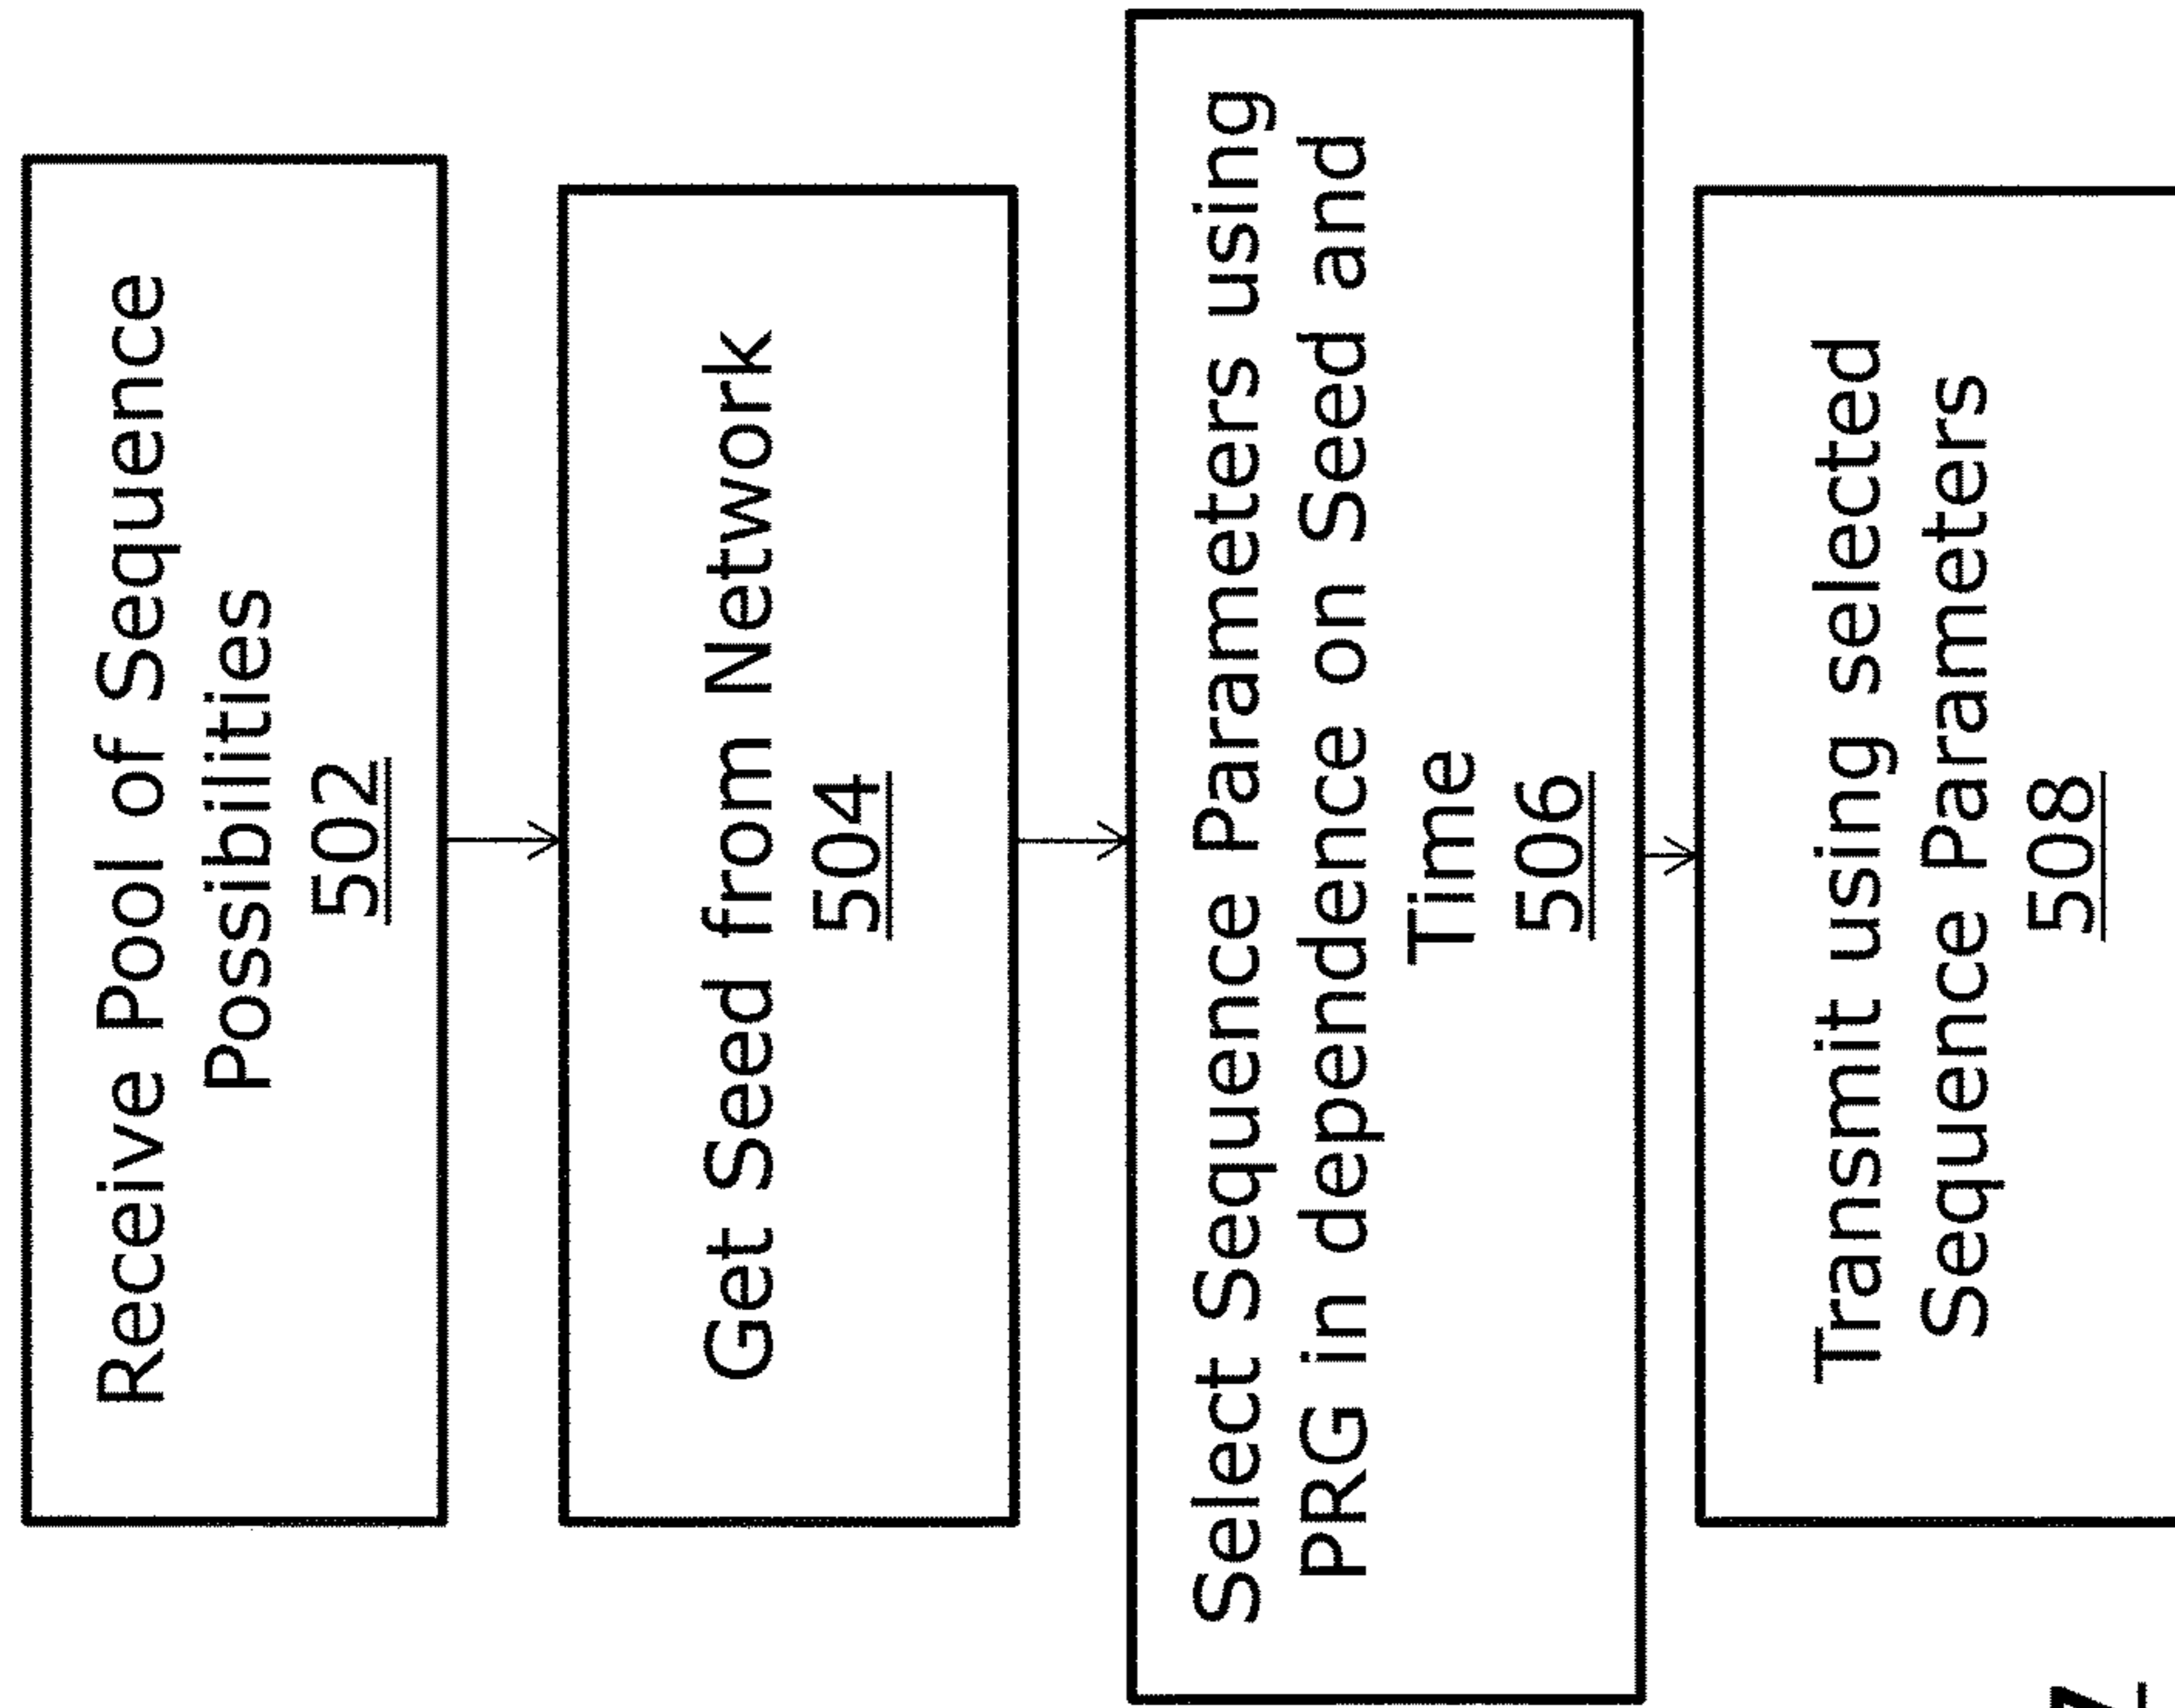 Receive Pool of Sequence
Possibilities
502
Get Seed from Network
504
Select Sequence Parameters using
PRG in dependence on Seed and
Time
506
Transmit using selected
Sequence Parameters
508